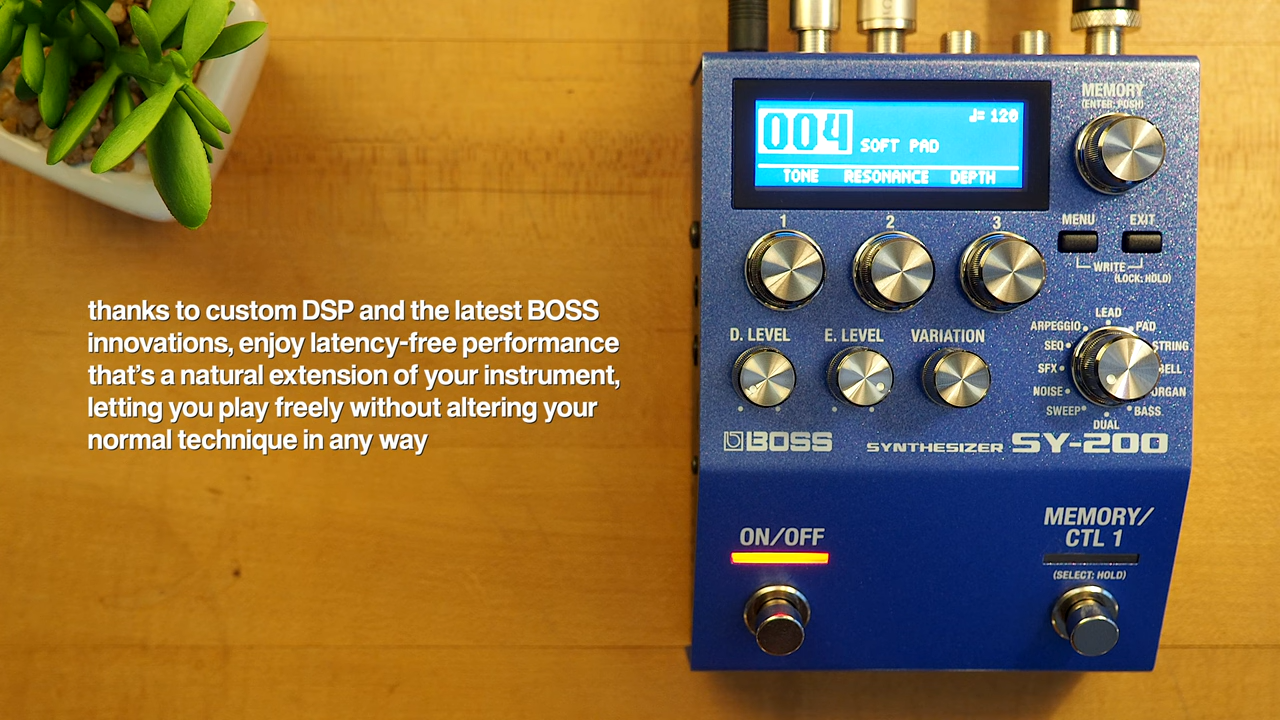 thanks to custom DSP and the latest BOSS
innovations, enjoy latency-free performance
that's a natural extension of your instrument,
letting you play freely without altering your
normal technique in any way
MEMORY
(ENTER: PUSH)
004 SOFT PAD
♩= 120
TONE RESONANCE DEPTH
1 2 3
MENU EXIT
WRITE
(LOCK: HOLD)
D. LEVEL E. LEVEL VARIATION
LEAD
ARPEGGIO PAD
SEQ STRING
SFX BELL
NOISE ORGAN
SWEEP BASS
DUAL
BOSS SYNTHESIZER SY-200
ON/OFF
MEMORY/
CTL 1
(SELECT: HOLD)